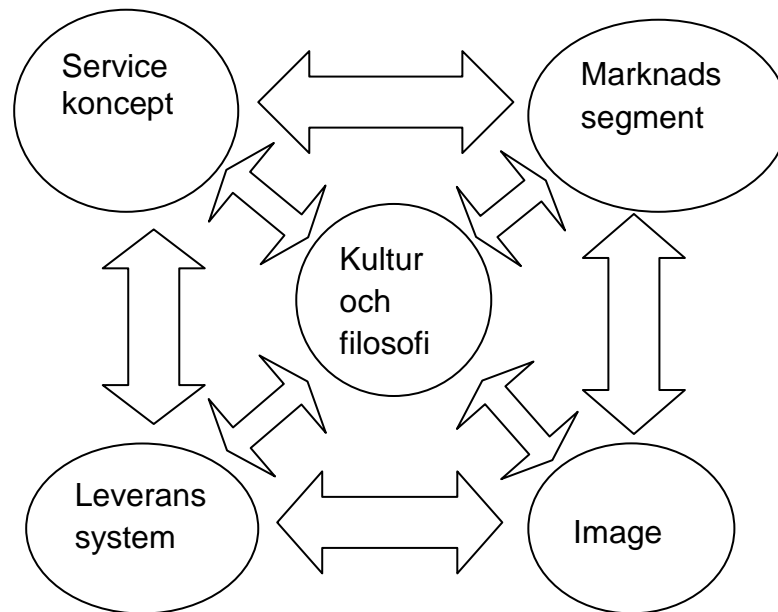 Service
koncept
Marknads
segment
Kultur
och
filosofi
Leverans
system
Image